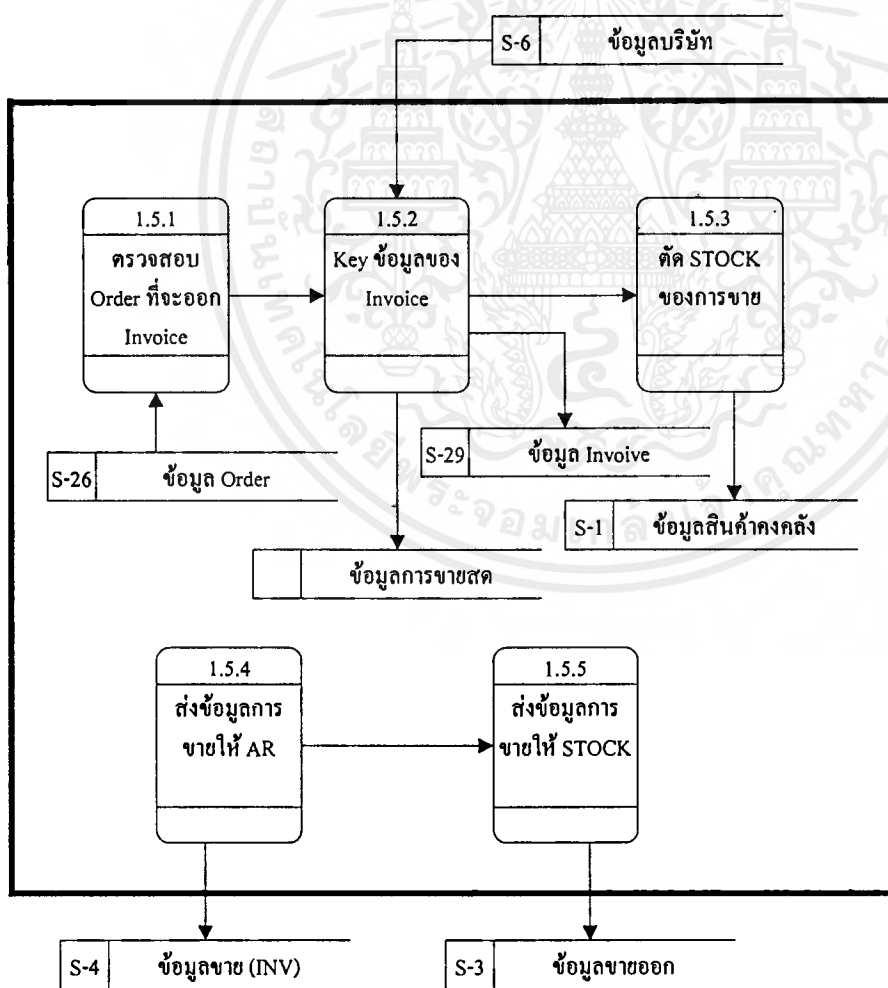 S-6 ข้อมูลบริษัท
1.5.1
ตรวจสอบ
Order ที่จะออก
Invoice
1.5.2
Key ข้อมูลของ
Invoice
1.5.3
ตัด STOCK
ของการขาย
S-26 ข้อมูล Order
S-29 ข้อมูล Invoive
S-1 ข้อมูลสินค้าคงคลัง
ข้อมูลการขายสด
1.5.4
ส่งข้อมูลการ
ขายให้ AR
1.5.5
ส่งข้อมูลการ
ขายให้ STOCK
S-4 ข้อมูลขาย (INV)
S-3 ข้อมูลขายออก